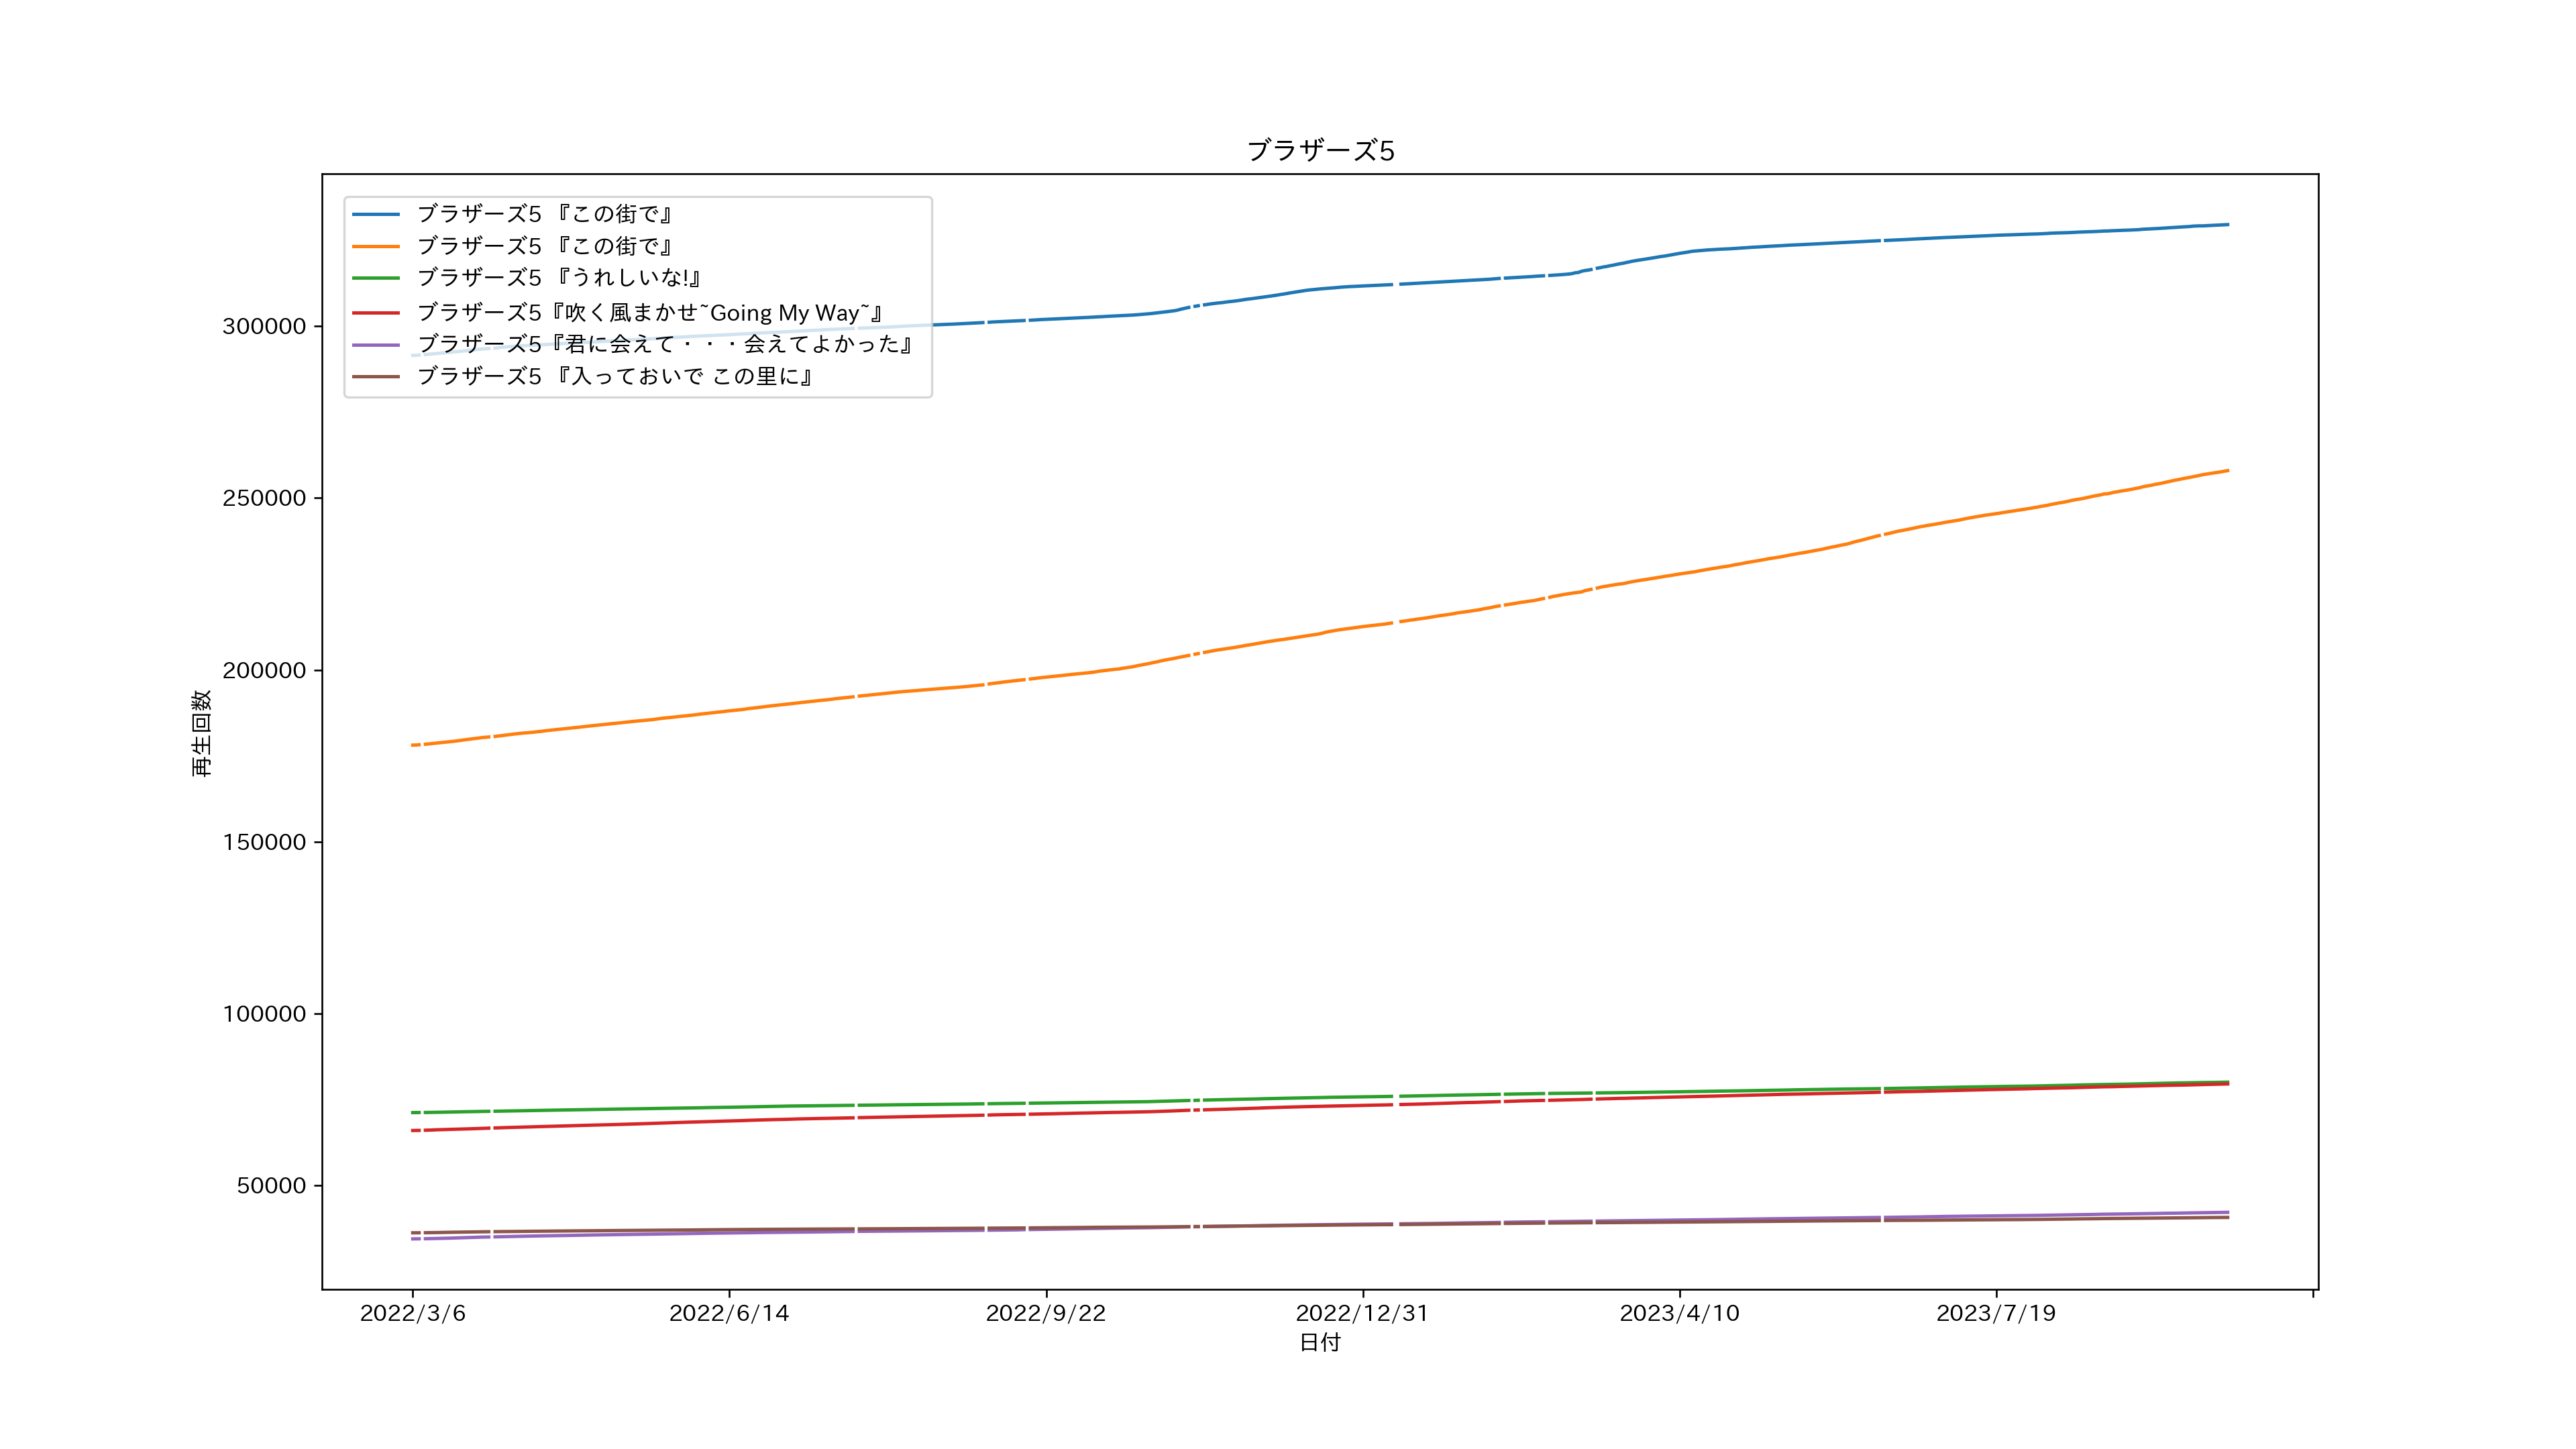 ブラザーズ5
ブラザーズ5 『この街で』
ブラザーズ5 『この街で』
ブラザーズ5 『うれしいな!』
ブラザーズ5『吹く風まかせ~Going My Way~』
ブラザーズ5『君に会えて・・・会えてよかった』
ブラザーズ5 『入っておいで この里に』
再生回数
300000
250000
200000
150000
100000
50000
2022/3/6 2022/6/14 2022/9/22 2022/12/31 2023/4/10 2023/7/19
日付